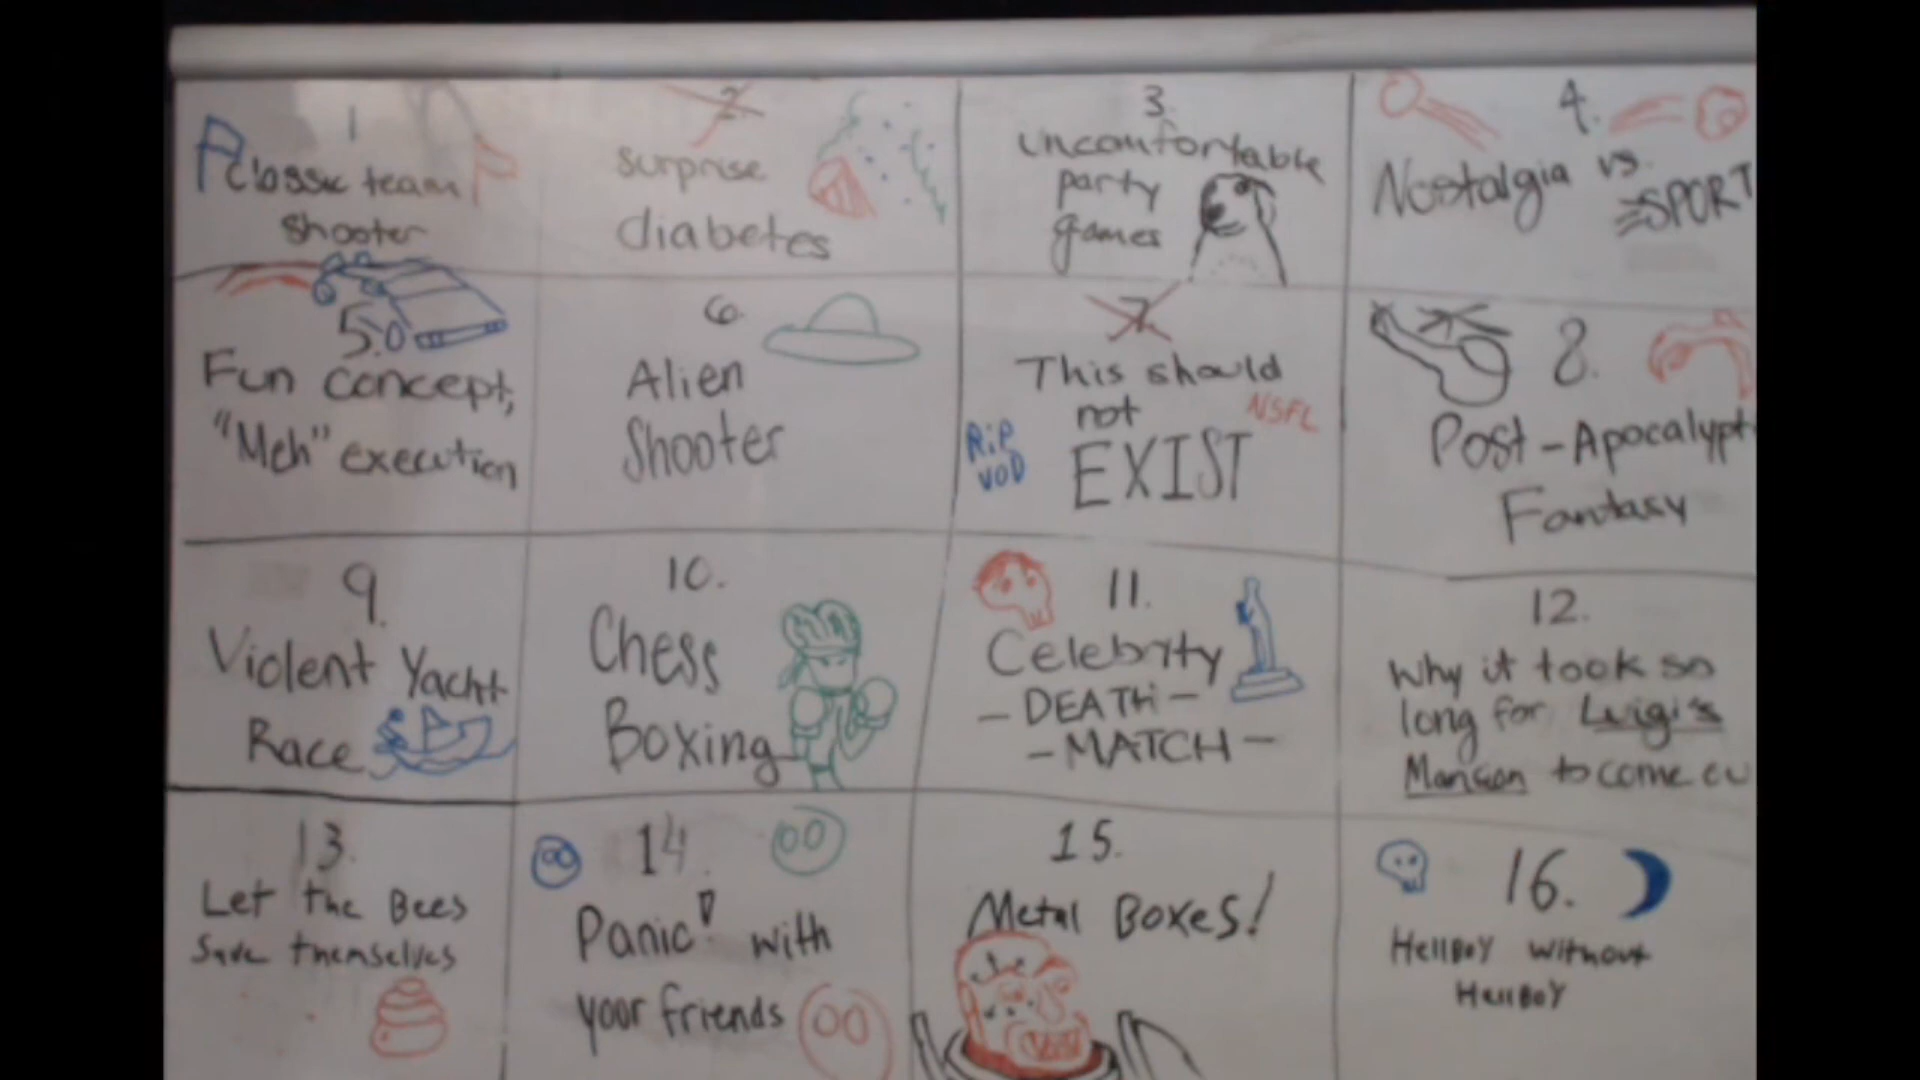 1
Classic team
shooter
2.
surprise
diabetes
3.
uncomfortable
party
games
4.
Nostalgia vs.
SPORT
5.0
Fun concept,
"Meh" execution
6.
Alien
Shooter
7.
This should
not
NSFL
RiP
VOD
EXIST
8.
Post-Apocalypt
Fantasy
9.
Violent Yacht
Race
10.
Chess
Boxing
11.
Celebrity
- DEATH -
- MATCH -
12.
Why it took so
long for Luigi's
Mansion to come ou
13.
Let the Bees
Save themselves
14.
Panic! with
your friends
15.
Metal Boxes!
16.
HellBoy without
HellBoy